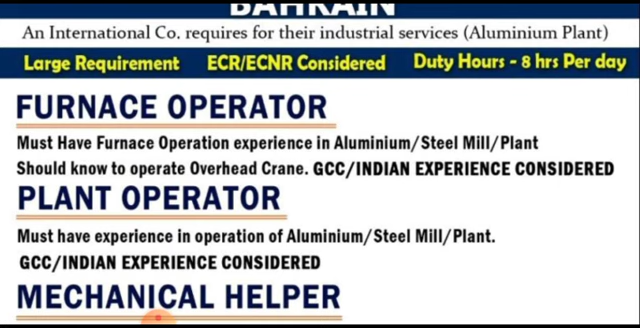 BAHRAIN
An International Co. requires for their industrial services (Aluminium Plant)
Large Requirement ECR/ECNR Considered Duty Hours - 8 hrs Per day
FURNACE OPERATOR
Must Have Furnace Operation experience in Aluminium/Steel Mill/Plant
Should know to operate Overhead Crane. GCC/INDIAN EXPERIENCE CONSIDERED
PLANT OPERATOR
Must have experience in operation of Aluminium/Steel Mill/Plant.
GCC/INDIAN EXPERIENCE CONSIDERED
MECHANICAL HELPER